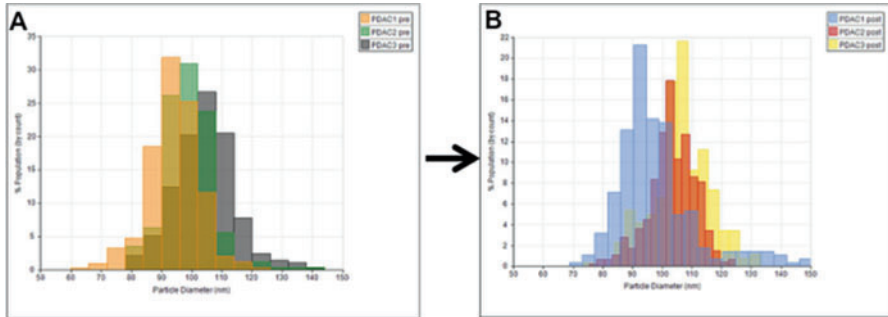 A
PDAC1 pre
PDAC2 pre
PDAC3 pre
% Population (by count)
35
30
25
20
15
10
5
0
50 60 70 80 90 100 110 120 130 140 150
Particle Diameter (nm)
B
PDAC1 post
PDAC2 post
PDAC3 post
% Population (by count)
22
20
18
16
14
12
10
8
6
4
2
0
50 60 70 80 90 100 110 120 130 140 150
Particle Diameter (nm)